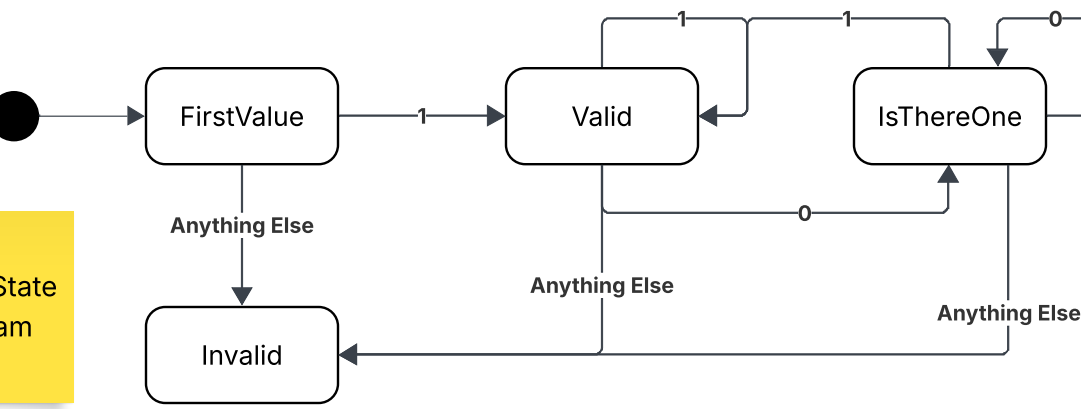 1
1
0
FirstValue
1
Valid
IsThereOne
0
Anything Else
State
am
Anything Else
Anything Else
Invalid